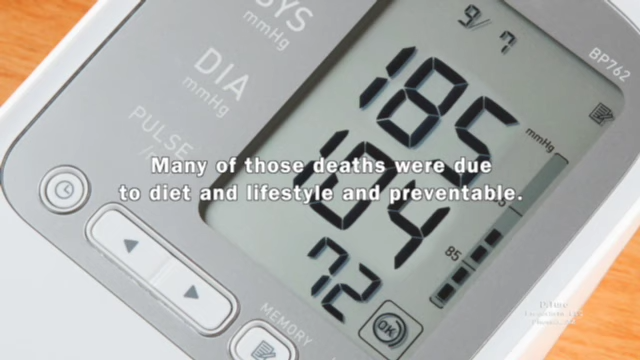 SYS
mmHg
DIA
mmHg
PULSE
9/ 7
185
104
72
BP762
mmHg
85
OK
MEMORY
Many of those deaths were due
to diet and lifestyle and preventable.